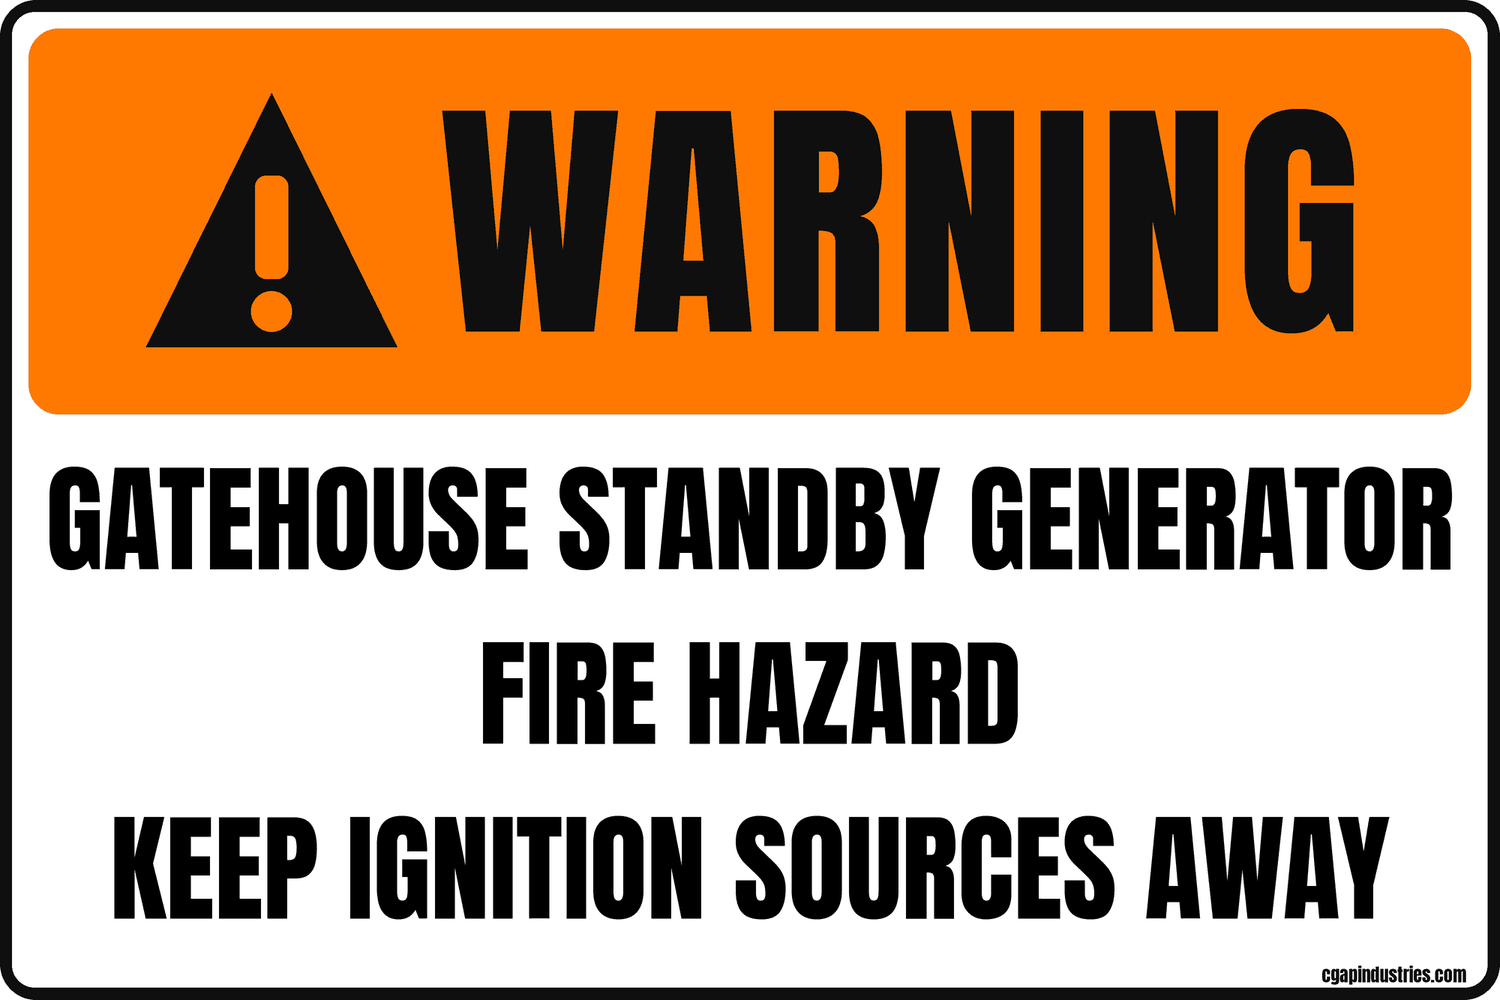 WARNING
GATEHOUSE STANDBY GENERATOR
FIRE HAZARD
KEEP IGNITION SOURCES AWAY
cgapindustries.com